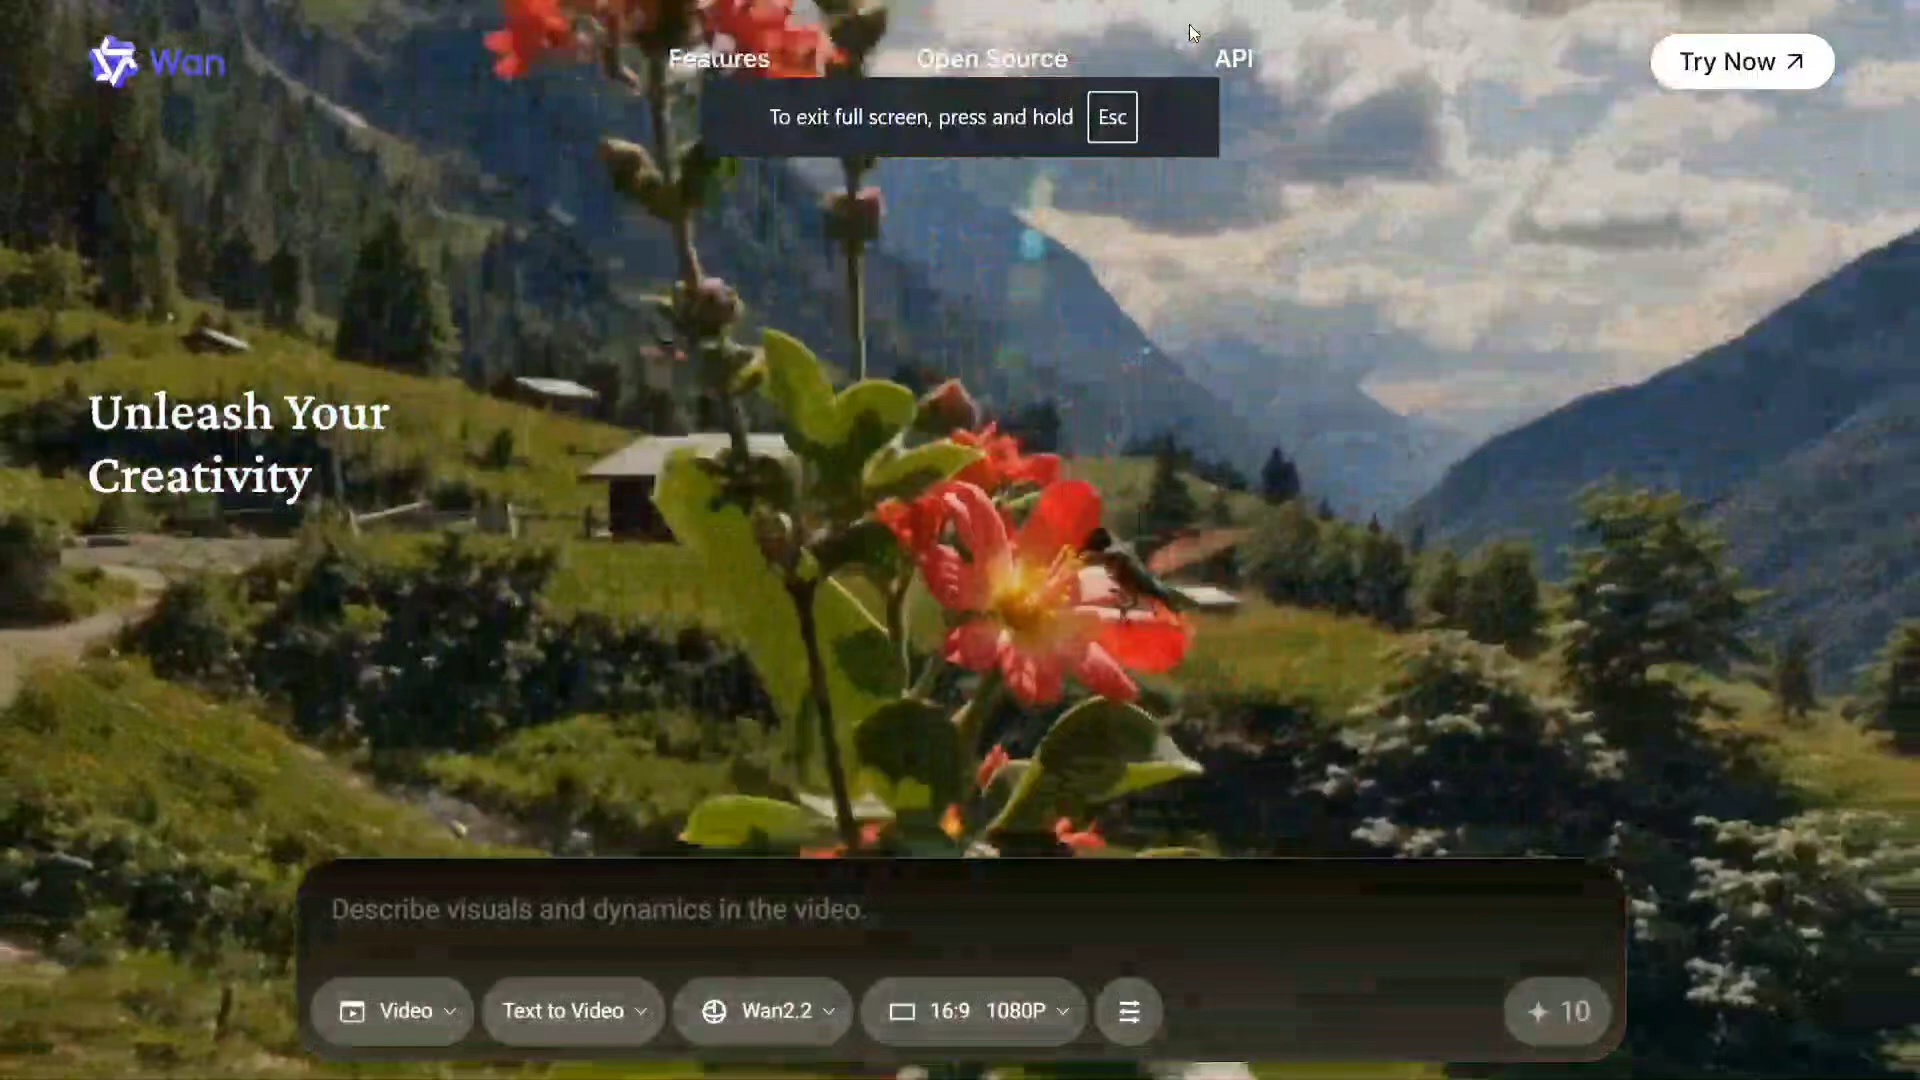 Wan
Features
Open Source
API
Try Now
To exit full screen, press and hold Esc
Unleash Your
Creativity
Describe visuals and dynamics in the video.
Video
Text to Video
Wan2.2
16:9 1080P
10